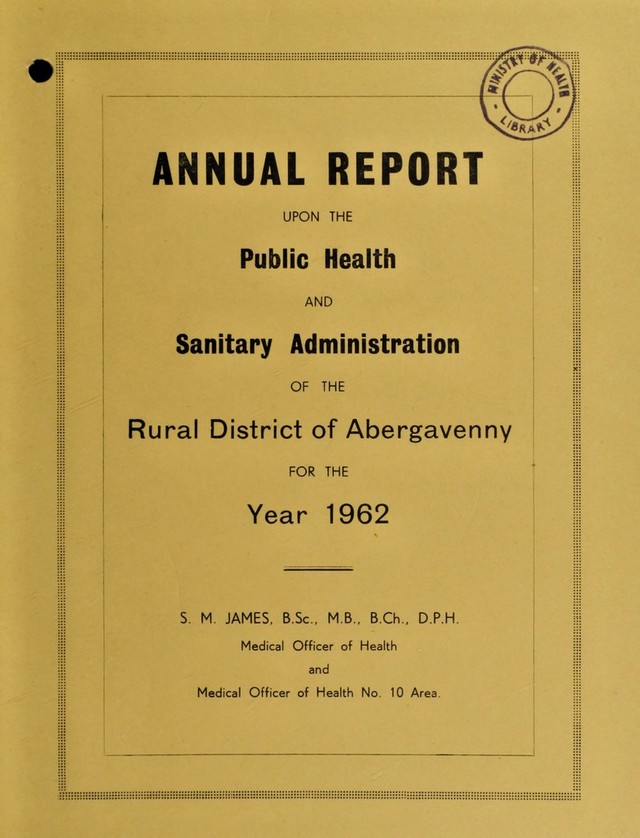 MINISTRY OF HEALTH
· LIBRARY ·
ANNUAL REPORT
UPON THE
Public Health
AND
Sanitary Administration
OF THE
Rural District of Abergavenny
FOR THE
Year 1962
S. M. JAMES, B.Sc., M.B., B.Ch., D.P.H.
Medical Officer of Health
and
Medical Officer of Health No. 10 Area.